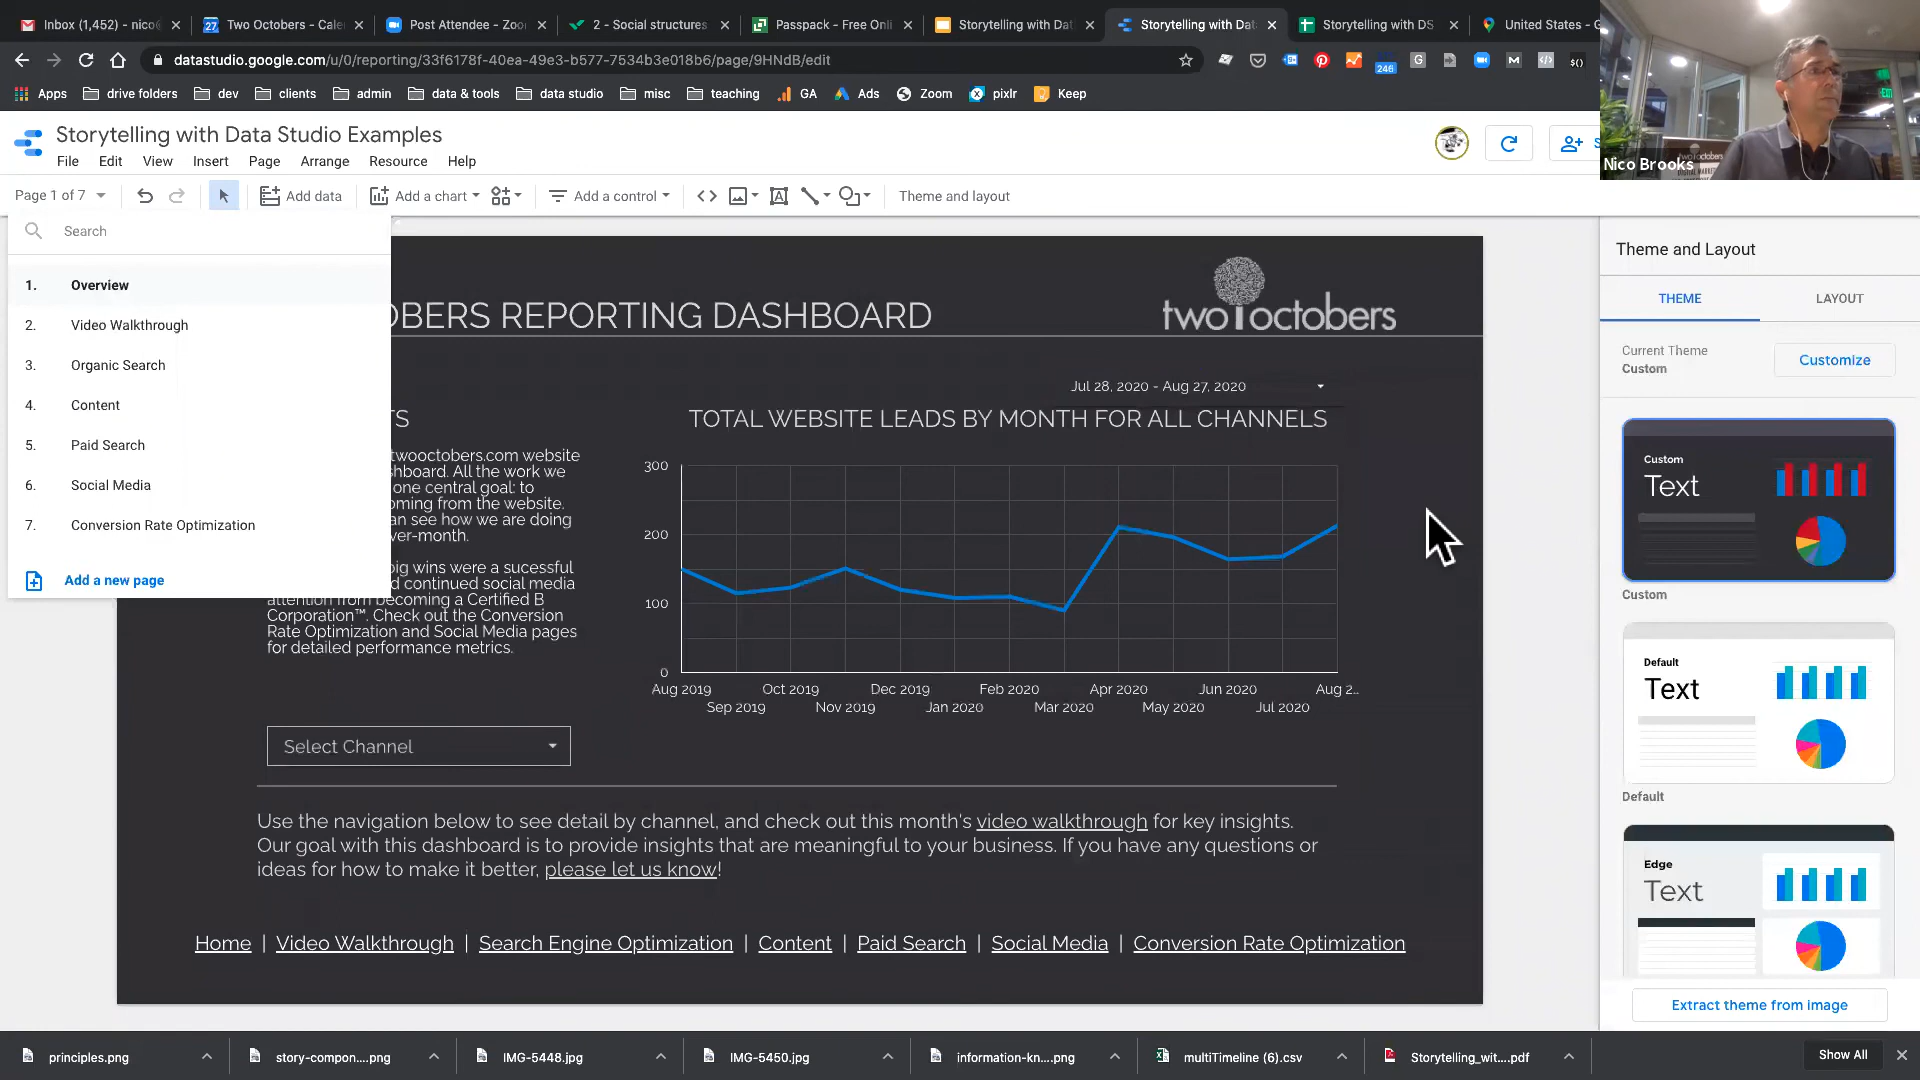 Inbox (1,452) - nico@
Two Octobers - Cale
Post Attendee - Zoo
2 - Social structures
Passpack - Free Onli
Storytelling with Dat
Storytelling with Dat
Storytelling with DS
United States - G
datastudio.google.com/u/0/reporting/33f6178f-40ea-49e3-b577-7534b3e018b6/page/9HNdB/edit
246
Apps
drive folders
dev
clients
admin
data & tools
data studio
misc
teaching
GA
Ads
Zoom
pixlr
Keep
Nico Brooks
Storytelling with Data Studio Examples
File Edit View Insert Group Page Arrange Resource Help
Page 1 of 7
Add data
Add a chart
Add a control
Theme and layout
Search
1. Overview
2. Video Walkthrough
3. Organic Search
4. Content
5. Paid Search
6. Social Media
7. Conversion Rate Optimization
Add a new page
OBERS REPORTING DASHBOARD
two octobers
Jul 28, 2020 - Aug 27, 2020
TS
twooctobers.com website
shboard. All the work we
one central goal: to
oming from the website.
an see how we are doing
ver-month.
big wins were a sucessful
d continued social media
attention from becoming a Certified B
Corporation™. Check out the Conversion
Rate Optimization and Social Media pages
for detailed performance metrics.
TOTAL WEBSITE LEADS BY MONTH FOR ALL CHANNELS
300
200
100
0
Aug 2019
Sep 2019
Oct 2019
Nov 2019
Dec 2019
Jan 2020
Feb 2020
Mar 2020
Apr 2020
May 2020
Jun 2020
Jul 2020
Aug 2..
Select Channel
Use the navigation below to see detail by channel, and check out this month's video walkthrough for key insights.
Our goal with this dashboard is to provide insights that are meaningful to your business. If you have any questions or
ideas for how to make it better, please let us know!
Home | Video Walkthrough | Search Engine Optimization | Content | Paid Search | Social Media | Conversion Rate Optimization
Theme and Layout
THEME
LAYOUT
Current Theme
Custom
Customize
Custom
Text
Custom
Default
Text
Default
Edge
Text
Extract theme from image
principles.png
story-compon....png
IMG-5448.jpg
IMG-5450.jpg
information-kn....png
multiTimeline (6).csv
Storytelling_wit....pdf
Show All